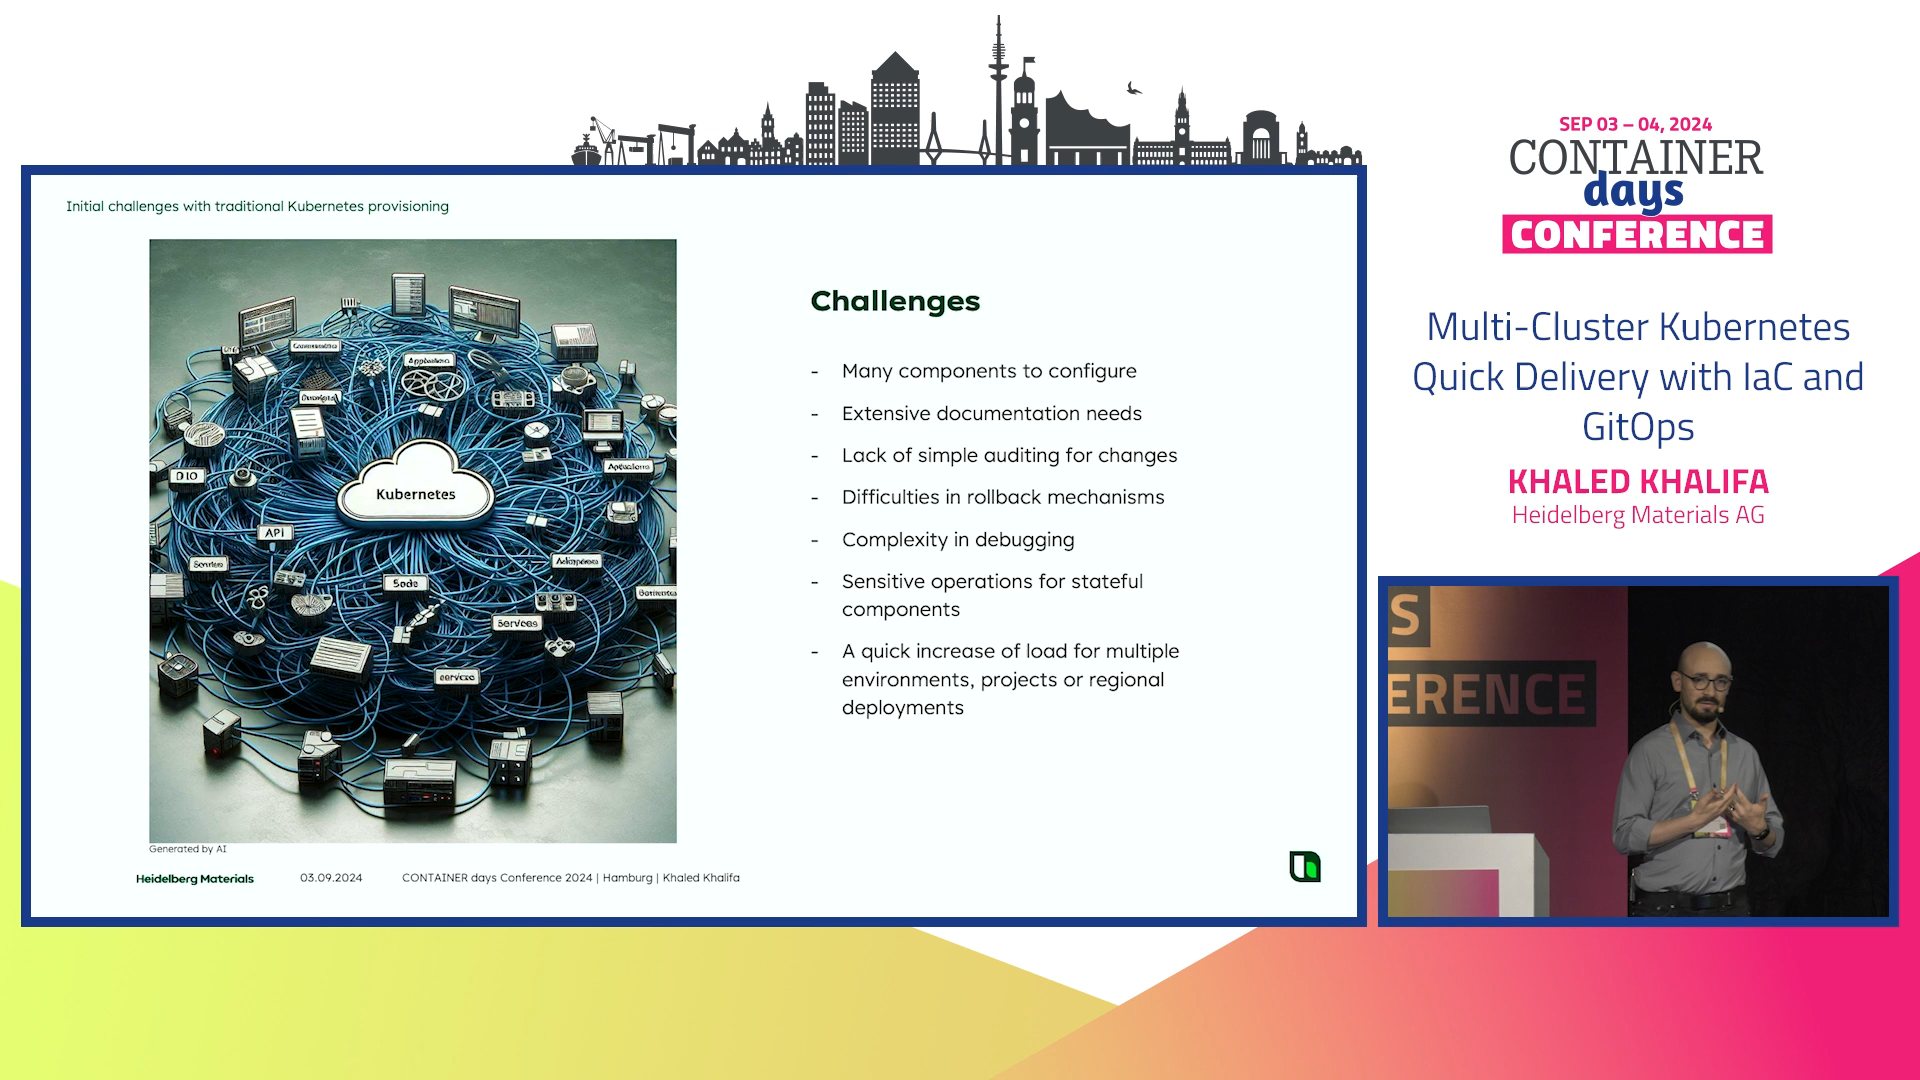 SEP 03 – 04, 2024
CONTAINER
days
CONFERENCE
Multi-Cluster Kubernetes
Quick Delivery with IaC and
GitOps
KHALED KHALIFA
Heidelberg Materials AG
Initial challenges with traditional Kubernetes provisioning
Kubernetes
D IO
API
Sode
Services
servzco
Challenges
- Many components to configure
- Extensive documentation needs
- Lack of simple auditing for changes
- Difficulties in rollback mechanisms
- Complexity in debugging
- Sensitive operations for stateful
components
- A quick increase of load for multiple
environments, projects or regional
deployments
Generated by AI
Heidelberg Materials
03.09.2024
CONTAINER days Conference 2024 | Hamburg | Khaled Khalifa
S
ERENCE